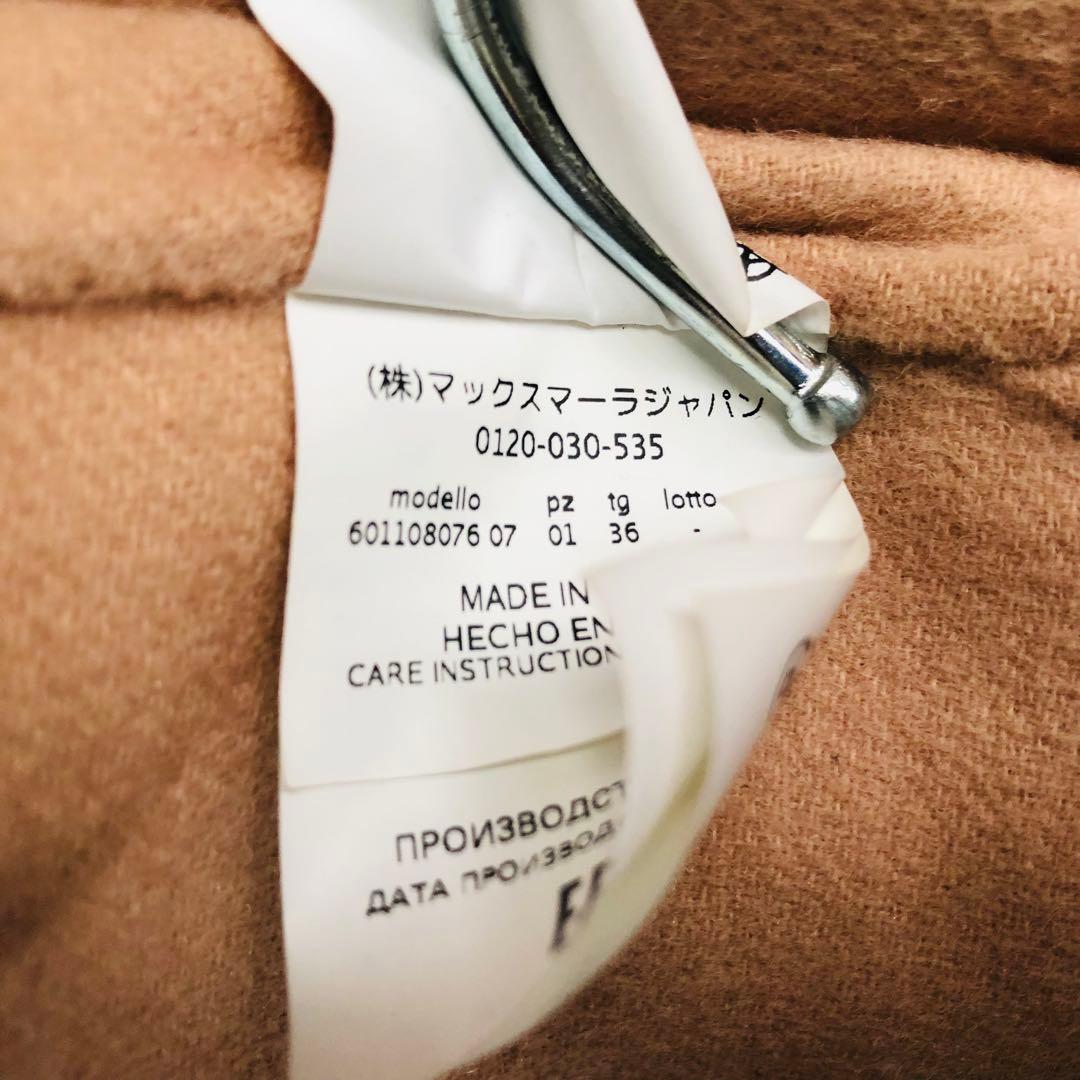 (株)マックスマーラジャパン
0120-030-535
modello pz tg lotto
601108076 07 01 36 -
MADE IN
HECHO EN
CARE INSTRUCTION
ПРОИЗВОДСТ
ДАТА ПРОИЗВОД